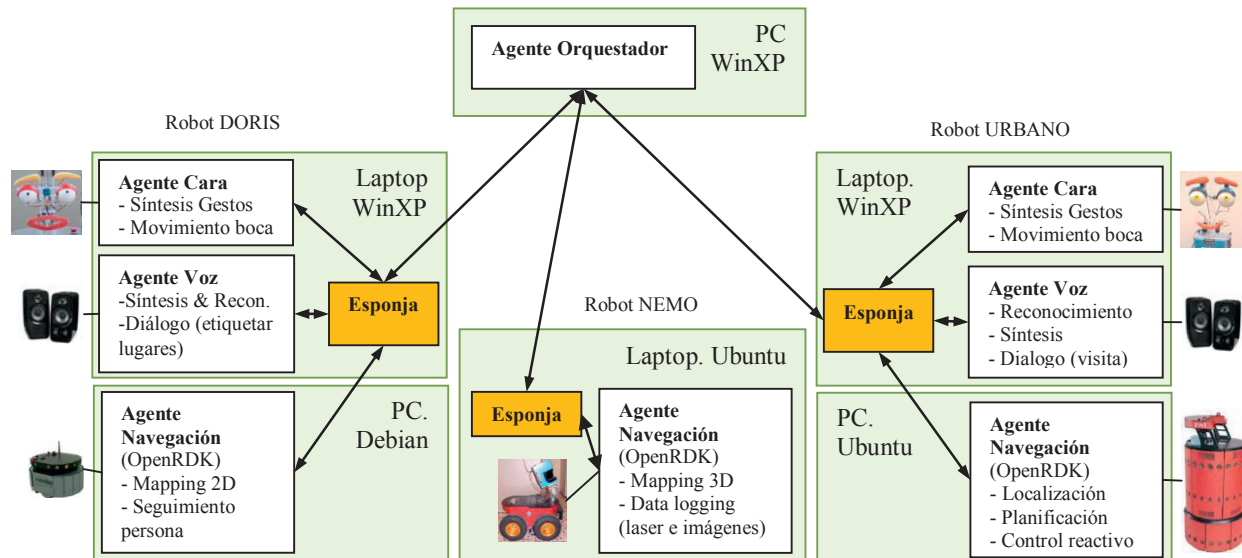 Agente Orquestador
PC
WinXP
Robot DORIS
Agente Cara
- Síntesis Gestos
- Movimiento boca
Laptop
WinXP
Agente Voz
-Síntesis & Recon.
-Diálogo (etiquetar
lugares)
Esponja
Agente
Navegación
(OpenRDK)
- Mapping 2D
- Seguimiento
persona
PC.
Debian
Robot NEMO
Laptop. Ubuntu
Esponja
Agente
Navegación
(OpenRDK)
- Mapping 3D
- Data logging
(laser e imágenes)
Robot URBANO
Laptop.
WinXP
Agente Cara
- Síntesis Gestos
- Movimiento boca
Esponja
Agente Voz
- Reconocimiento
- Síntesis
- Dialogo (visita)
PC.
Ubuntu
Agente
Navegación
(OpenRDK)
- Localización
- Planificación
- Control reactivo